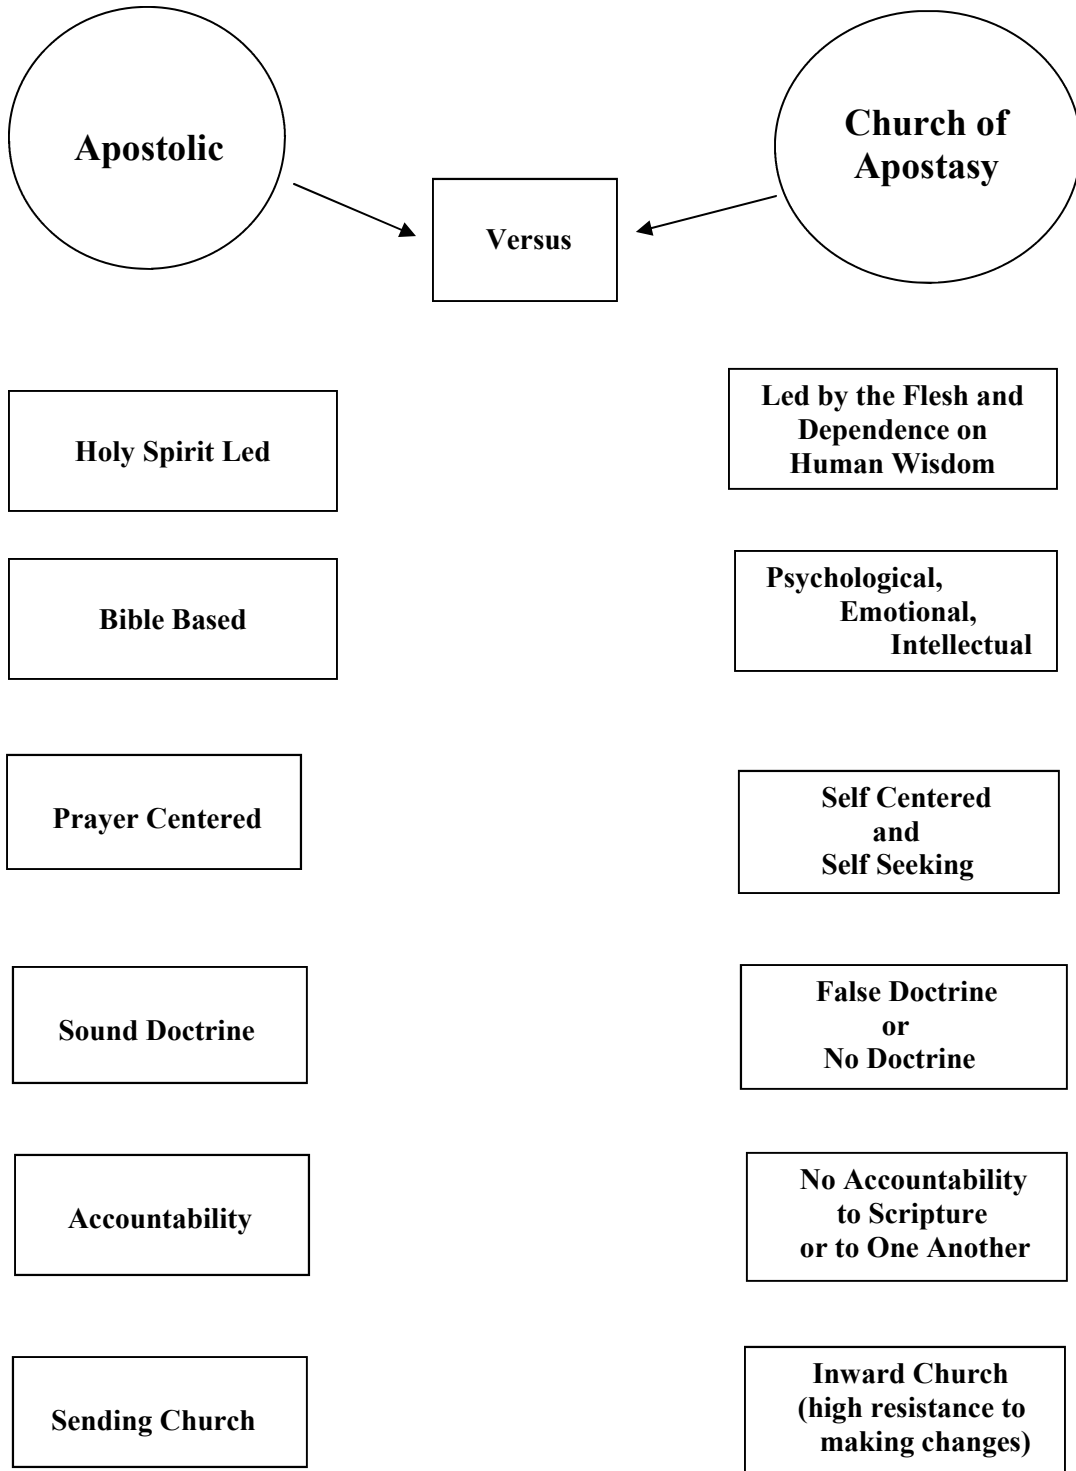 Apostolic
Church of
Apostasy
Versus
Holy Spirit Led
Led by the Flesh and
Dependence on
Human Wisdom
Bible Based
Psychological,
Emotional,
Intellectual
Prayer Centered
Self Centered
and
Self Seeking
Sound Doctrine
False Doctrine
or
No Doctrine
Accountability
No Accountability
to Scripture
or to One Another
Sending Church
Inward Church
(high resistance to
making changes)